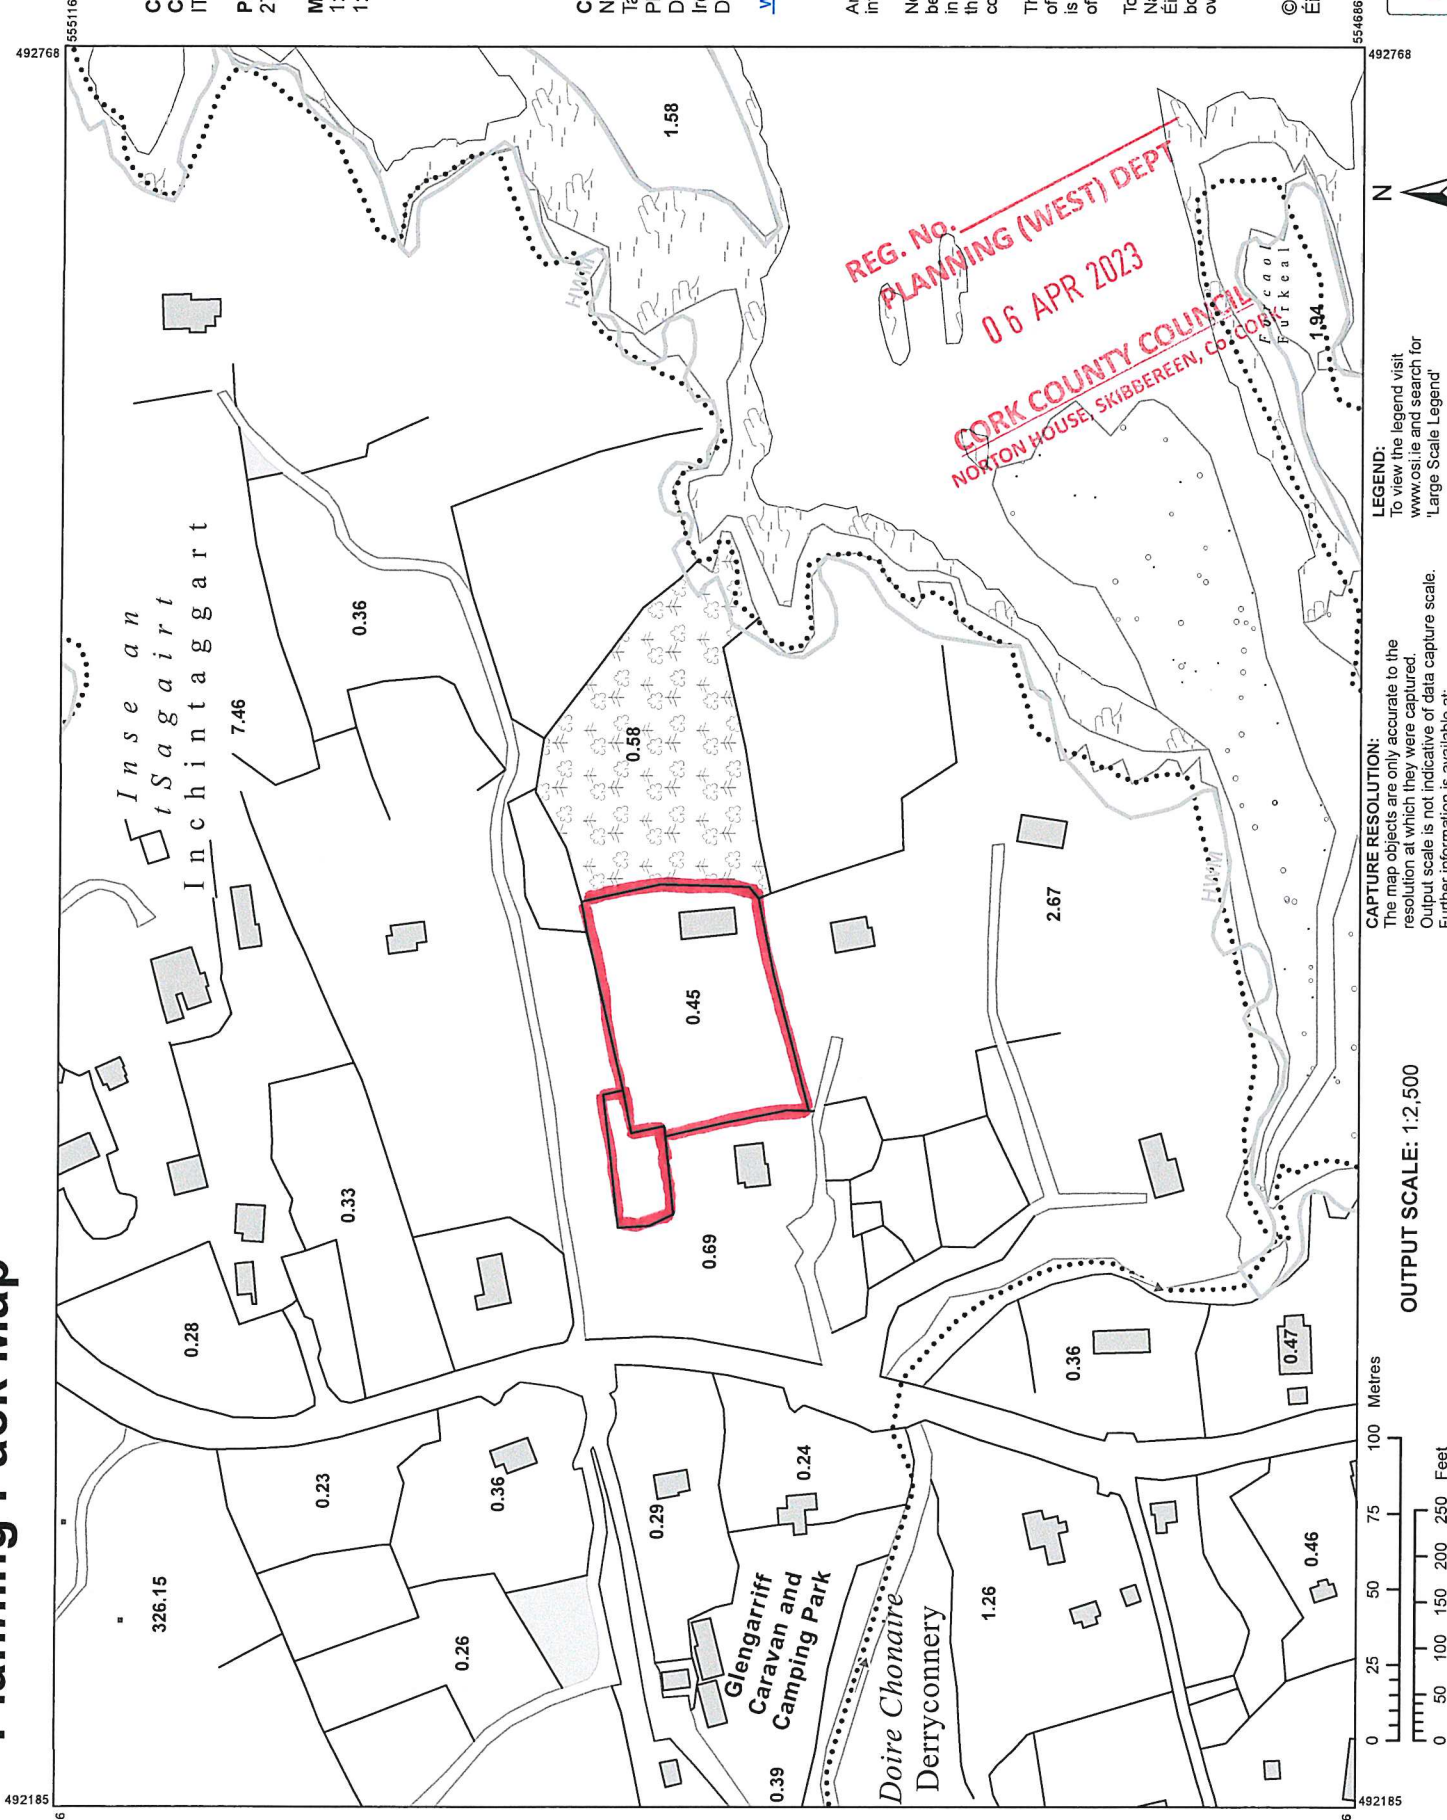 492768
555116
554686
492768
492185
492185
Inse an
tSagairt
Inchintaggart
7.46
0.36
1.58
HWM
0.58
0.45
2.67
HWM
0.33
0.28
0.69
0.36
0.47
0.23
0.36
0.29
0.24
326.15
0.26
0.39
1.26
0.46
Glengarriff
Caravan and
Camping Park
Doire Chonaire
Derryconnery
Furkeal
1.94
REG. No.
PLANNING (WEST) DEPT
06 APR 2023
CORK COUNTY COUNCIL
NORTON HOUSE, SKIBBEREEN, Co. CORK
OUTPUT SCALE: 1:2,500
0 25 50 75 100 Metres
0 50 100 150 200 250 Feet
CAPTURE RESOLUTION:
The map objects are only accurate to the
resolution at which they were captured.
Output scale is not indicative of data capture scale.
LEGEND:
To view the legend visit
www.osi.ie and search for
'Large Scale Legend'
N